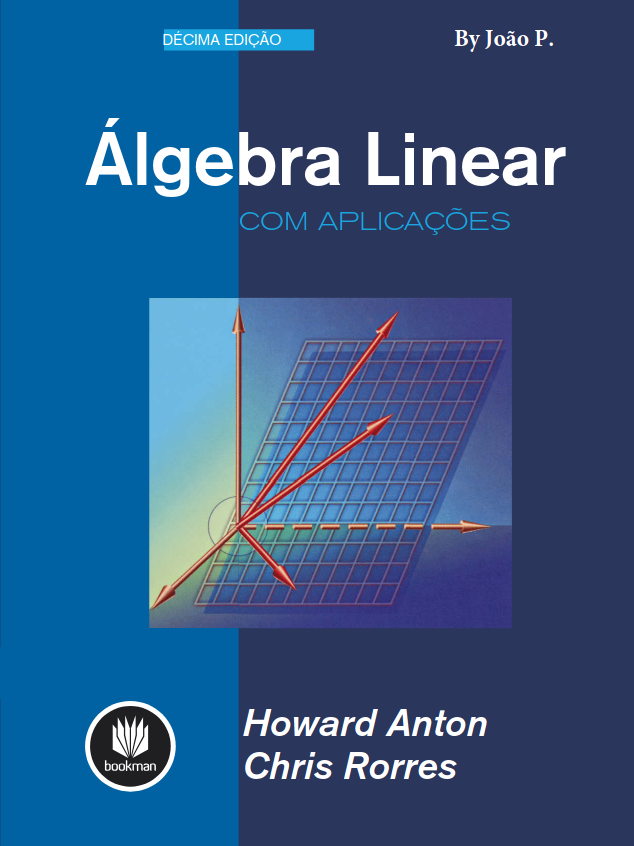 DÉCIMA EDIÇÃO
By João P.
Álgebra Linear
COM APLICAÇÕES
bookman
Howard Anton
Chris Rorres